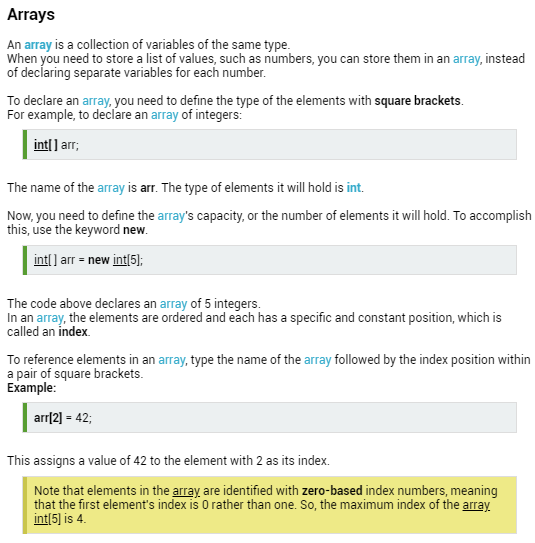 Arrays
An array is a collection of variables of the same type.
When you need to store a list of values, such as numbers, you can store them in an array, instead
of declaring separate variables for each number.
To declare an array, you need to define the type of the elements with square brackets.
For example, to declare an array of integers:
int[ ] arr;
The name of the array is arr. The type of elements it will hold is int.
Now, you need to define the array's capacity, or the number of elements it will hold. To accomplish
this, use the keyword new.
int[ ] arr = new int[5];
The code above declares an array of 5 integers.
In an array, the elements are ordered and each has a specific and constant position, which is
called an index.
To reference elements in an array, type the name of the array followed by the index position within
a pair of square brackets.
Example:
arr[2] = 42;
This assigns a value of 42 to the element with 2 as its index.
Note that elements in the array are identified with zero-based index numbers, meaning
that the first element's index is 0 rather than one. So, the maximum index of the array
int[5] is 4.